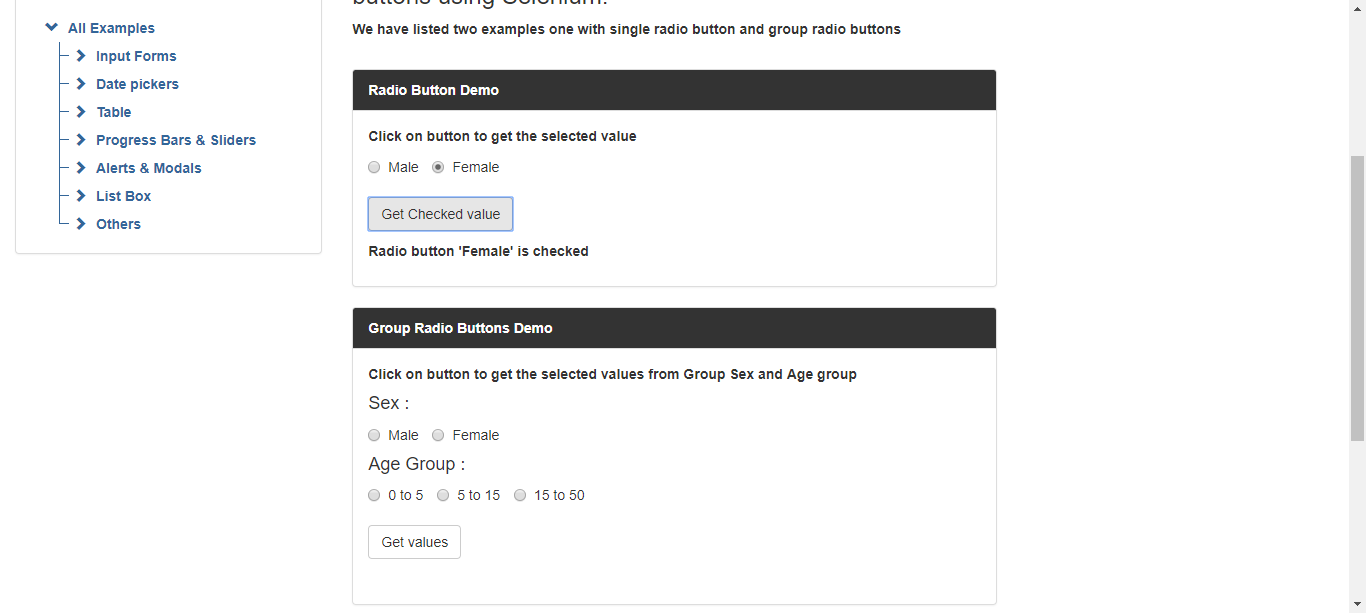 All Examples
Input Forms
Date pickers
Table
Progress Bars & Sliders
Alerts & Modals
List Box
Others
buttons using Selenium.
We have listed two examples one with single radio button and group radio buttons
Radio Button Demo
Click on button to get the selected value
Male Female
Get Checked value
Radio button 'Female' is checked
Group Radio Buttons Demo
Click on button to get the selected values from Group Sex and Age group
Sex :
Male Female
Age Group :
0 to 5 5 to 15 15 to 50
Get values